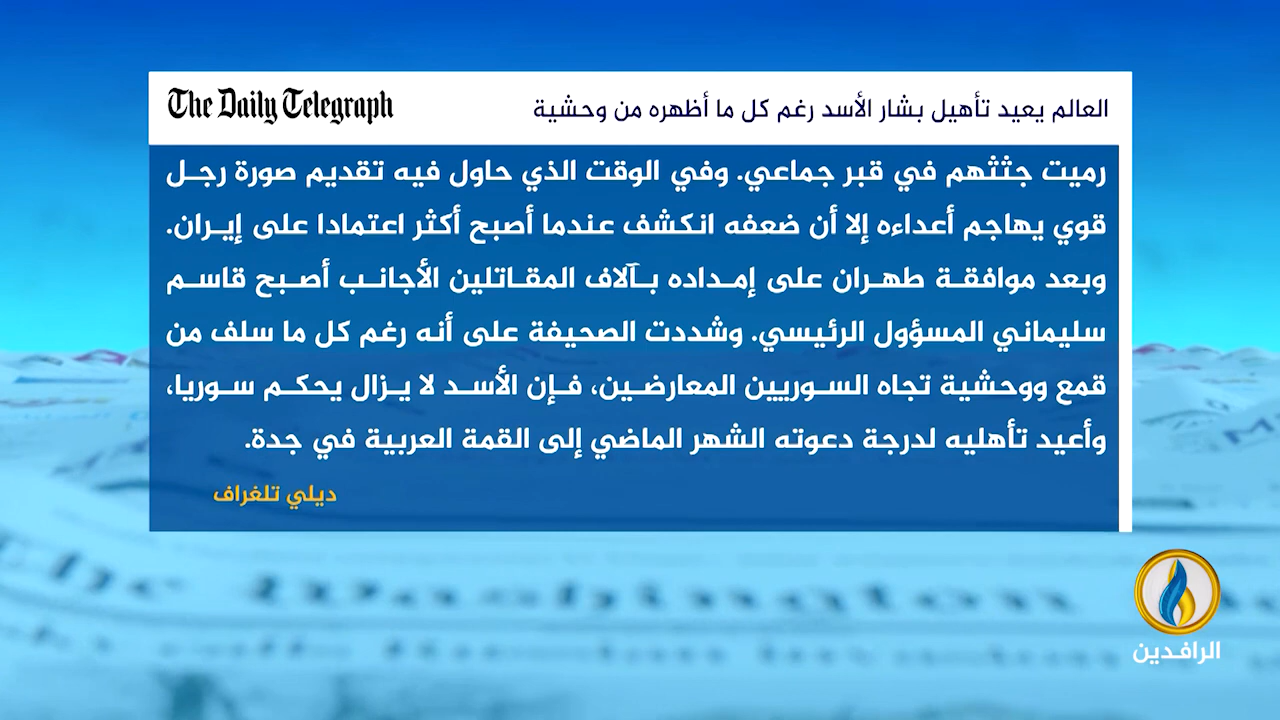 The Daily Telegraph
العالم يعيد تأهيل بشار الأسد رغم كل ما أظهره من وحشية
رميت جثثهم في قبر جماعي. وفي الوقت الذي حاول فيه تقديم صورة رجل
قوي يهاجم أعداءه إلا أن ضعفه انكشف عندما أصبح أكثر اعتمادا على إيران.
وبعد موافقة طهران على إمداده بآلاف المقاتلين الأجانب أصبح قاسم
سليماني المسؤول الرئيسي. وشددت الصحيفة على أنه رغم كل ما سلف من
قمع ووحشية تجاه السوريين المعارضين، فإن الأسد لا يزال يحكم سوريا،
وأعيد تأهليه لدرجة دعوته الشهر الماضي إلى القمة العربية في جدة.
ديلي تلغراف
الرافدين